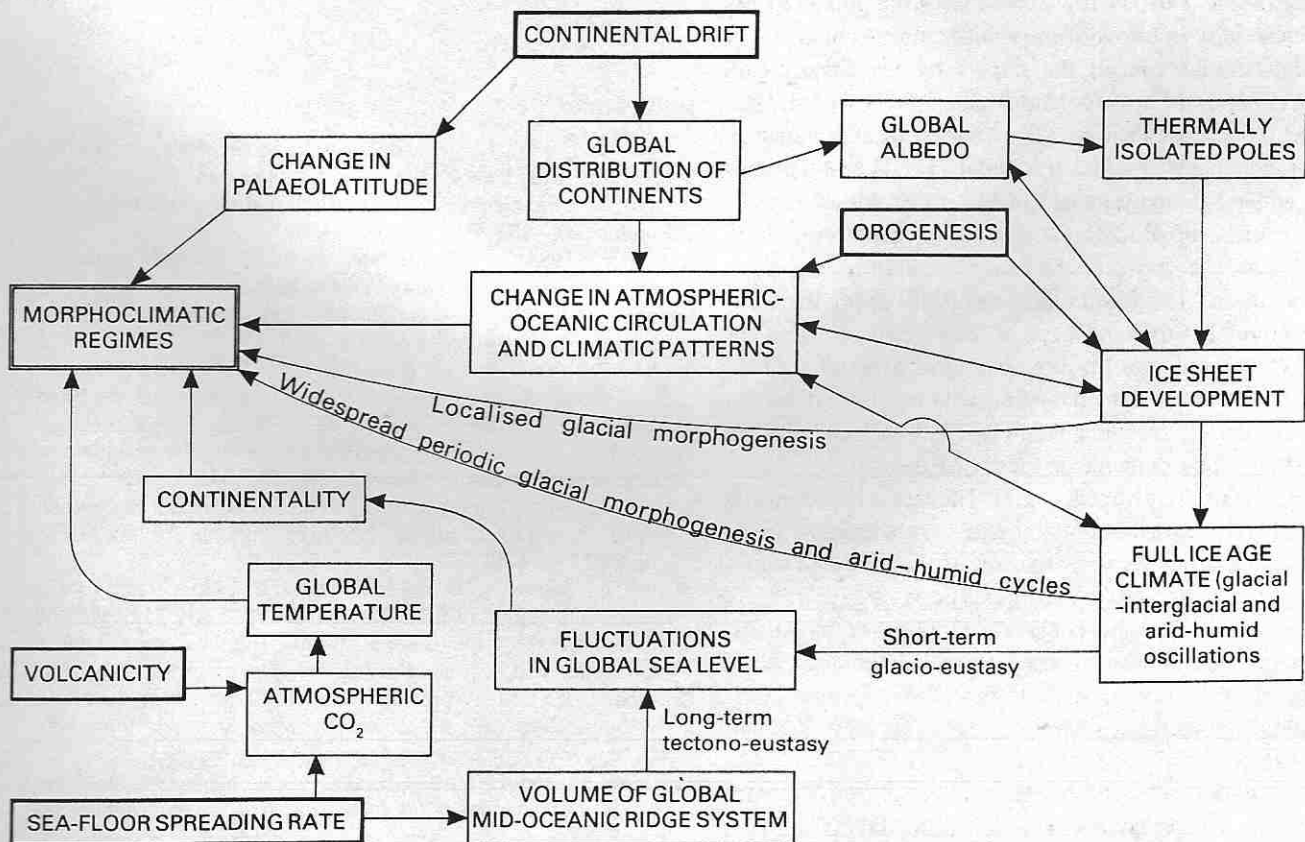 CONTINENTAL DRIFT
CHANGE IN
PALAEOLATITUDE
GLOBAL
DISTRIBUTION OF
CONTINENTS
GLOBAL
ALBEDO
THERMALLY
ISOLATED POLES
OROGENESIS
MORPHOCLIMATIC
REGIMES
CHANGE IN ATMOSPHERIC-
OCEANIC CIRCULATION
AND CLIMATIC PATTERNS
ICE SHEET
DEVELOPMENT
Localised glacial morphogenesis
Widespread periodic glacial morphogenesis and arid–humid cycles
CONTINENTALITY
GLOBAL
TEMPERATURE
FLUCTUATIONS
IN GLOBAL SEA LEVEL
Short-term
glacio-eustasy
FULL ICE AGE
CLIMATE (glacial
-interglacial and
arid-humid
oscillations
VOLCANICITY
ATMOSPHERIC
CO₂
Long-term
tectono-eustasy
SEA-FLOOR SPREADING RATE
VOLUME OF GLOBAL
MID-OCEANIC RIDGE SYSTEM